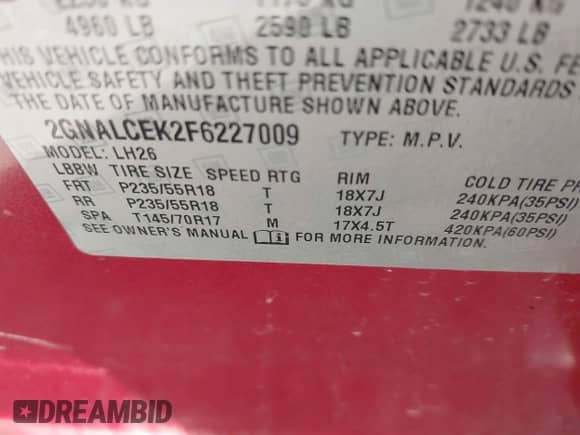 4960 LB 2590 LB 2733 LB
THIS VEHICLE CONFORMS TO ALL APPLICABLE U.S. FE
VEHICLE SAFETY AND THEFT PREVENTION STANDARDS
THE DATE OF MANUFACTURE SHOWN ABOVE.
2GNALCEK2F6227009 TYPE: M.P.V.
MODEL: LH26
LBBW TIRE SIZE SPEED RTG RIM COLD TIRE PR
FRT P235/55R18 T 18X7J 240KPA(35PSI)
RR P235/55R18 T 18X7J 240KPA(35PSI)
SPA T145/70R17 M 17X4.5T 420KPA(60PSI)
SEE OWNER'S MANUAL FOR MORE INFORMATION.
DREAMBID